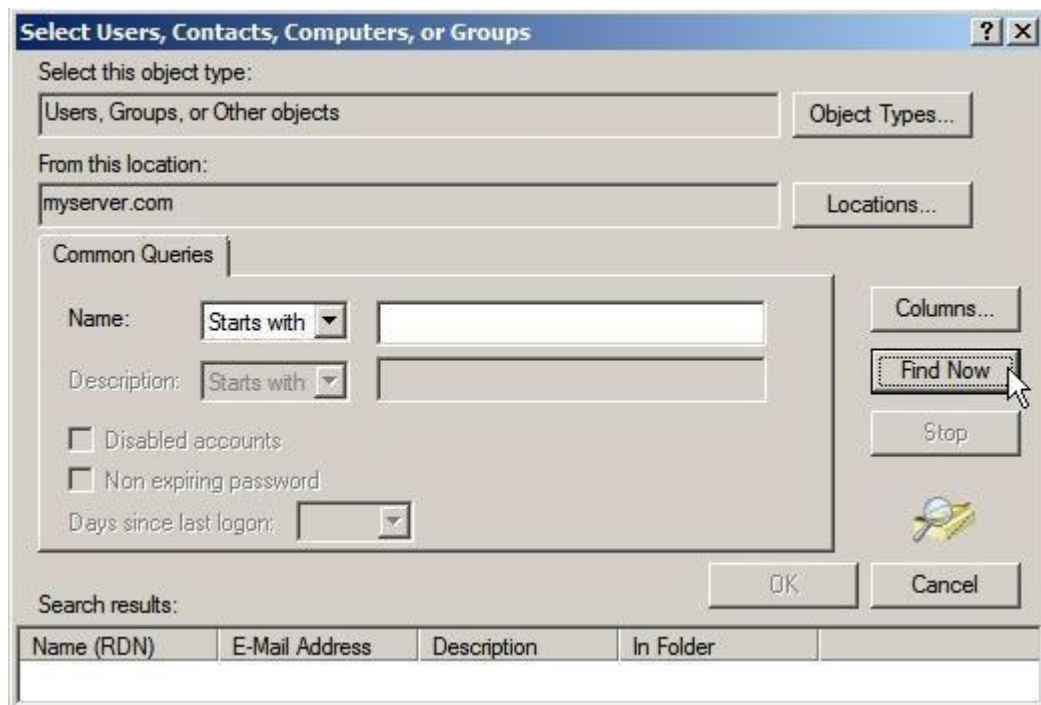 Select Users, Contacts, Computers, or Groups
Select this object type:
Users, Groups, or Other objects
Object Types...
From this location:
myserver.com
Locations...
Common Queries
Name: Starts with
Columns...
Description: Starts with
Find Now
Disabled accounts
Stop
Non expiring password
Days since last logon:
OK
Cancel
Search results:
Name (RDN) E-Mail Address Description In Folder